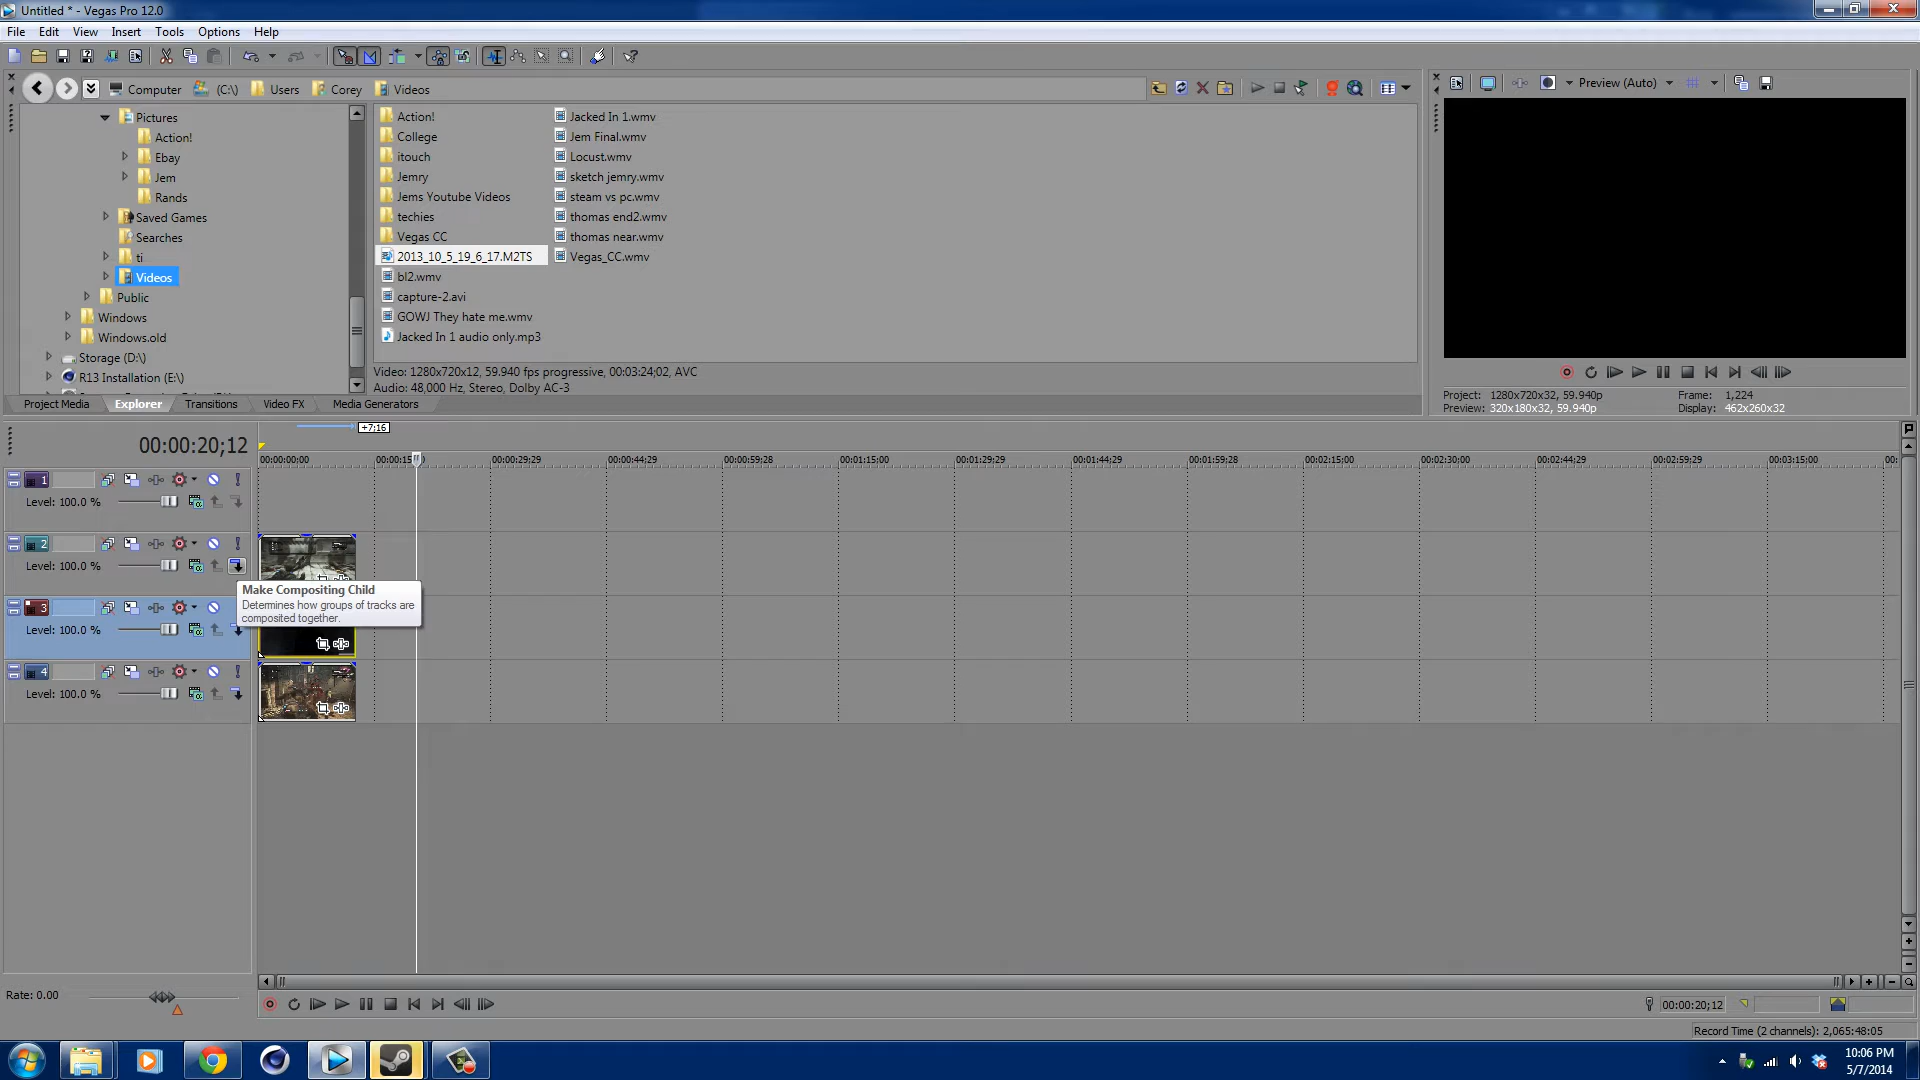 Untitled * - Vegas Pro 12.0
File Edit View Insert Tools Options Help
Computer (C:\) Users Corey Videos
Preview (Auto)
Pictures
Action!
Ebay
Jem
Rands
Saved Games
Searches
ti
Videos
Public
Windows
Windows.old
Storage (D:\)
R13 Installation (E:\)
Action!
College
itouch
Jemry
Jems Youtube Videos
techies
Vegas CC
2013_10_5_19_6_17.M2TS
bl2.wmv
capture-2.avi
GOWJ They hate me.wmv
Jacked In 1 audio only.mp3
Jacked In 1.wmv
Jem Final.wmv
Locust.wmv
sketch jemry.wmv
steam vs pc.wmv
thomas end2.wmv
thomas near.wmv
Vegas_CC.wmv
Video: 1280x720x12, 59.940 fps progressive, 00:03:24;02, AVC
Audio: 48,000 Hz, Stereo, Dolby AC-3
Project Media Explorer Transitions Video FX Media Generators
Project: 1280x720x32, 59.940p Frame: 1,224
Preview: 320x180x32, 59.940p Display: 462x260x32
+7;16
00:00:20;12
00:00:00;00 00:00:15 00:00:29;29 00:00:44;29 00:00:59;28 00:01:15;00 00:01:29;29 00:01:44;29 00:01:59;28 00:02:15;00 00:02:30;00 00:02:44;29 00:02:59;29 00:03:15;00 00:
1
Level: 100.0 %
2
Level: 100.0 %
Make Compositing Child
Determines how groups of tracks are
composited together.
3
Level: 100.0 %
4
Level: 100.0 %
Rate: 0.00
00:00:20;12
Record Time (2 channels): 2,065:48:05
10:06 PM
5/7/2014